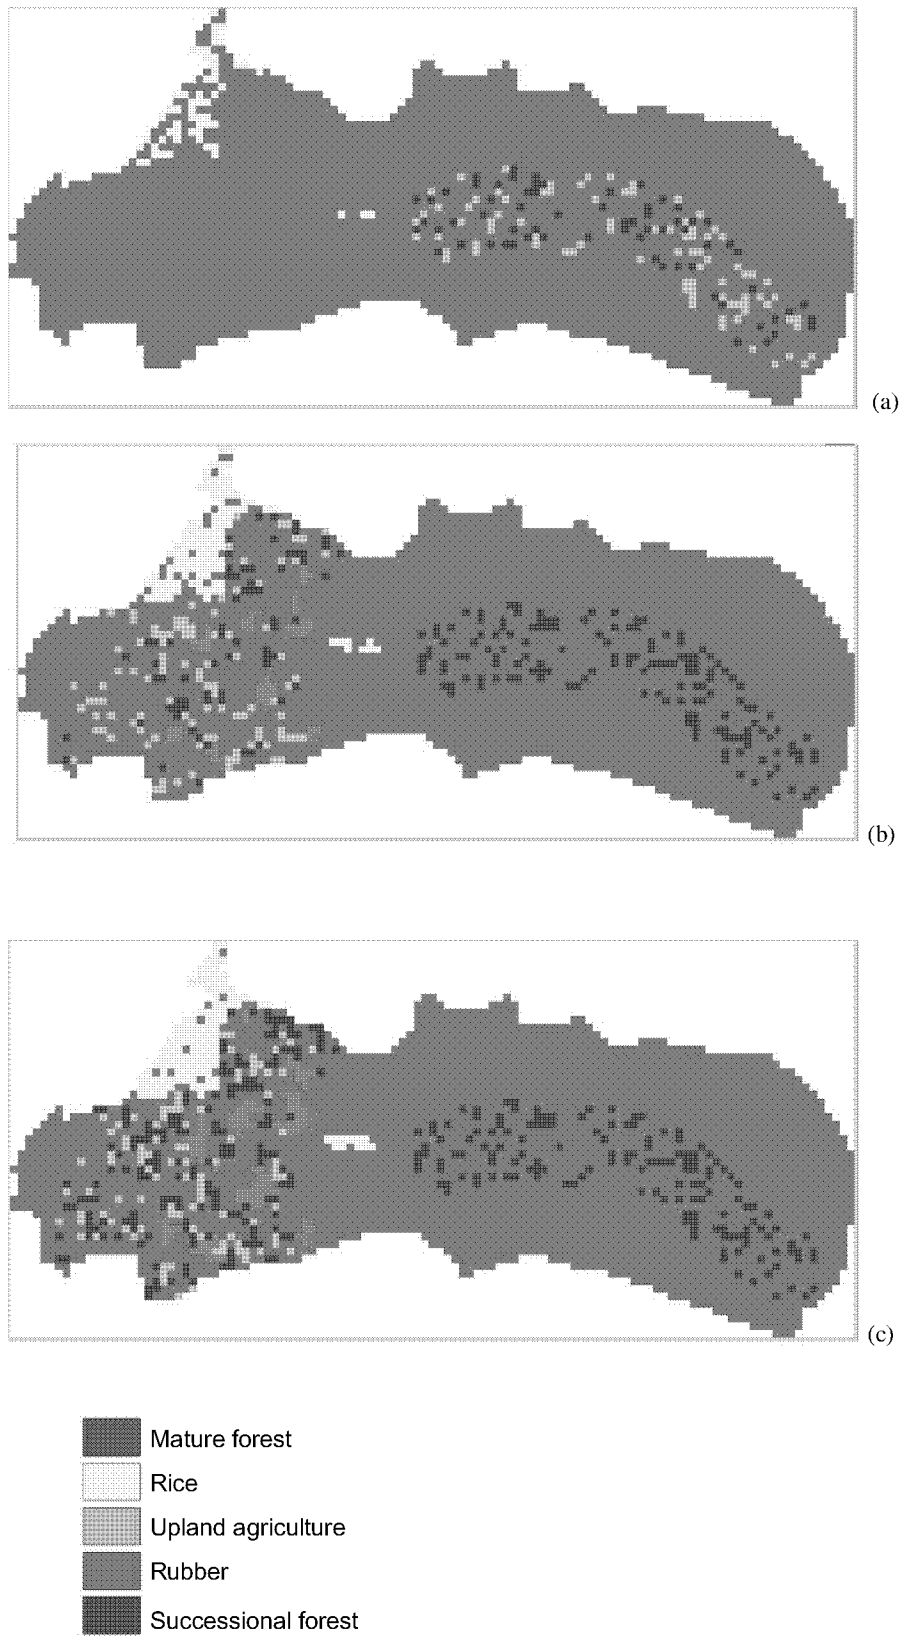 (a)
(b)
(c)
Mature forest
Rice
Upland agriculture
Rubber
Successional forest